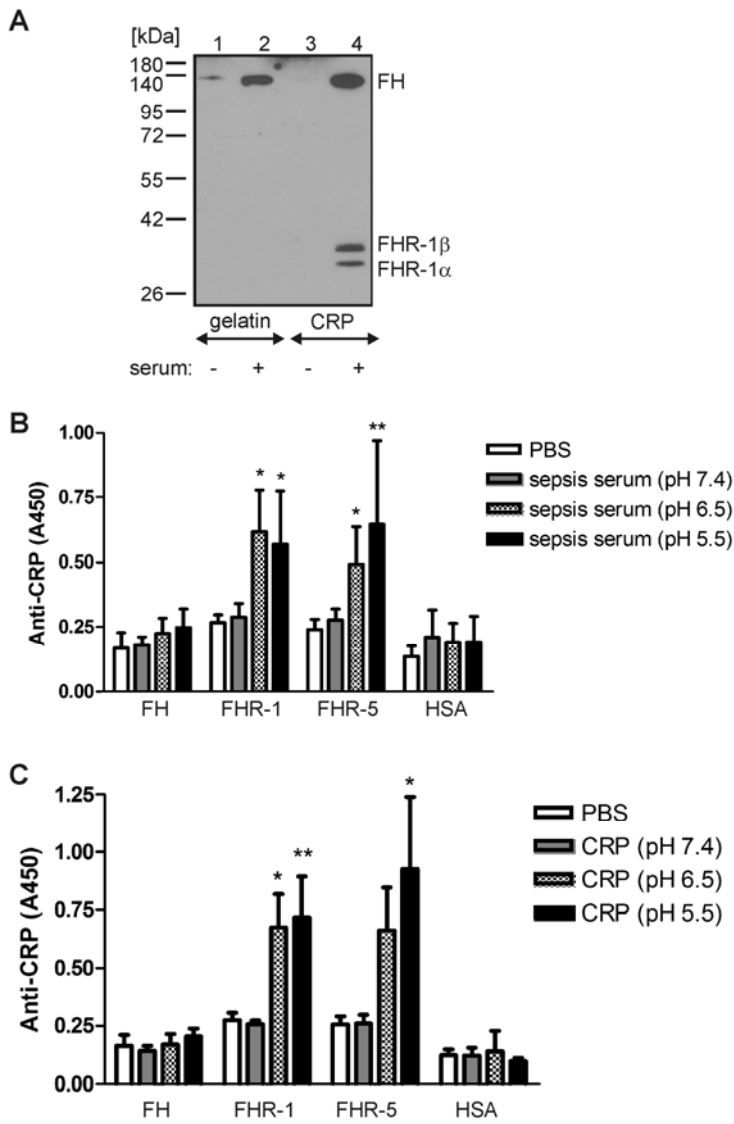 A
[kDa] 1 2 3 4
180
140
95
72
55
42
26
FH
FHR-1β
FHR-1α
gelatin CRP
serum: - + - +
B
Anti-CRP (A450)
1.00
0.75
0.50
0.25
0.00
* * * **
FH FHR-1 FHR-5 HSA
PBS
sepsis serum (pH 7.4)
sepsis serum (pH 6.5)
sepsis serum (pH 5.5)
C
Anti-CRP (A450)
1.25
1.00
0.75
0.50
0.25
0.00
* ** *
FH FHR-1 FHR-5 HSA
PBS
CRP (pH 7.4)
CRP (pH 6.5)
CRP (pH 5.5)